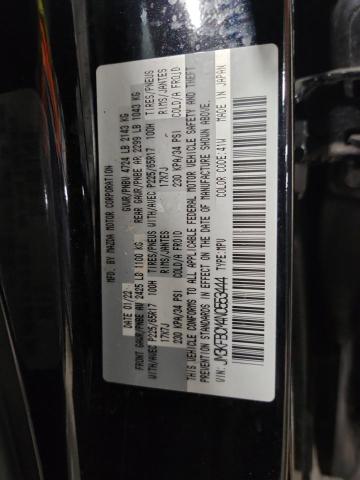 MFD. BY MAZDA MOTOR CORPORATION
DATE 01/22 GVWR/PNBV 4724 LB 2143 KG
FRONT GAWR/PNBE AV 2425 LB 1100 KG REAR GAWR/PNBE AR 2299 LB 1043 KG
WITH/AVEC P225/65R17 100H TIRES/PNEUS WITH/AVEC P225/65R17 100H TIRES/PNEUS
17X7J RIMS/JANTES 17X7J RIMS/JANTES
230 KPA/34 PSI COLD/A FROID 230 KPA/34 PSI COLD/A FROID
THIS VEHICLE CONFORMS TO ALL APPLICABLE FEDERAL MOTOR VEHICLE SAFETY AND THEFT
PREVENTION STANDARDS IN EFFECT ON THE DATE OF MANUFACTURE SHOWN ABOVE.
TYPE: MPV COLOR CODE: 41W MADE IN JAPAN
VIN: